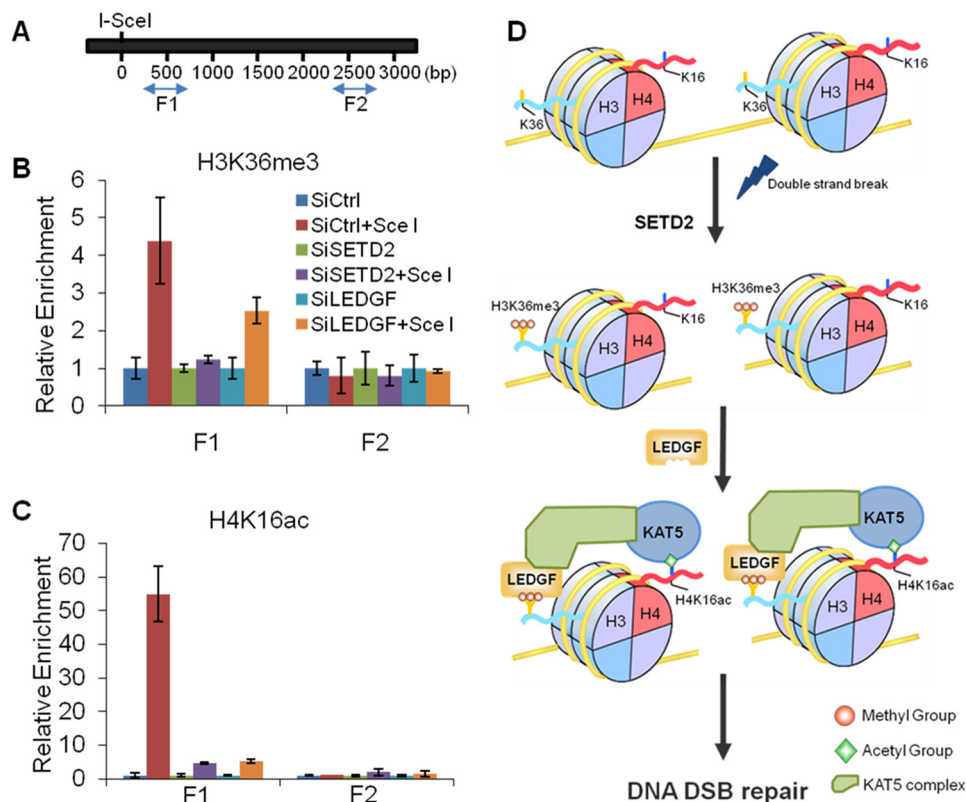 A
I-SceI
0 500 1000 1500 2000 2500 3000 (bp)
F1 F2
B
H3K36me3
Relative Enrichment
6
5
4
3
2
1
0
SiCtrl
SiCtrl+Sce I
SiSETD2
SiSETD2+Sce I
SiLEDGF
SiLEDGF+Sce I
F1 F2
C
H4K16ac
Relative Enrichment
70
60
50
40
30
20
10
0
F1 F2
D
K36 H3 H4 K16
K36 H3 H4 K16
Double strand break
SETD2
H3K36me3 H3 H4 K16
H3K36me3 H3 H4 K16
LEDGF
KAT5
LEDGF
H3 H4
H4K16ac
KAT5
LEDGF
H3 H4
H4K16ac
Methyl Group
Acetyl Group
KAT5 complex
DNA DSB repair